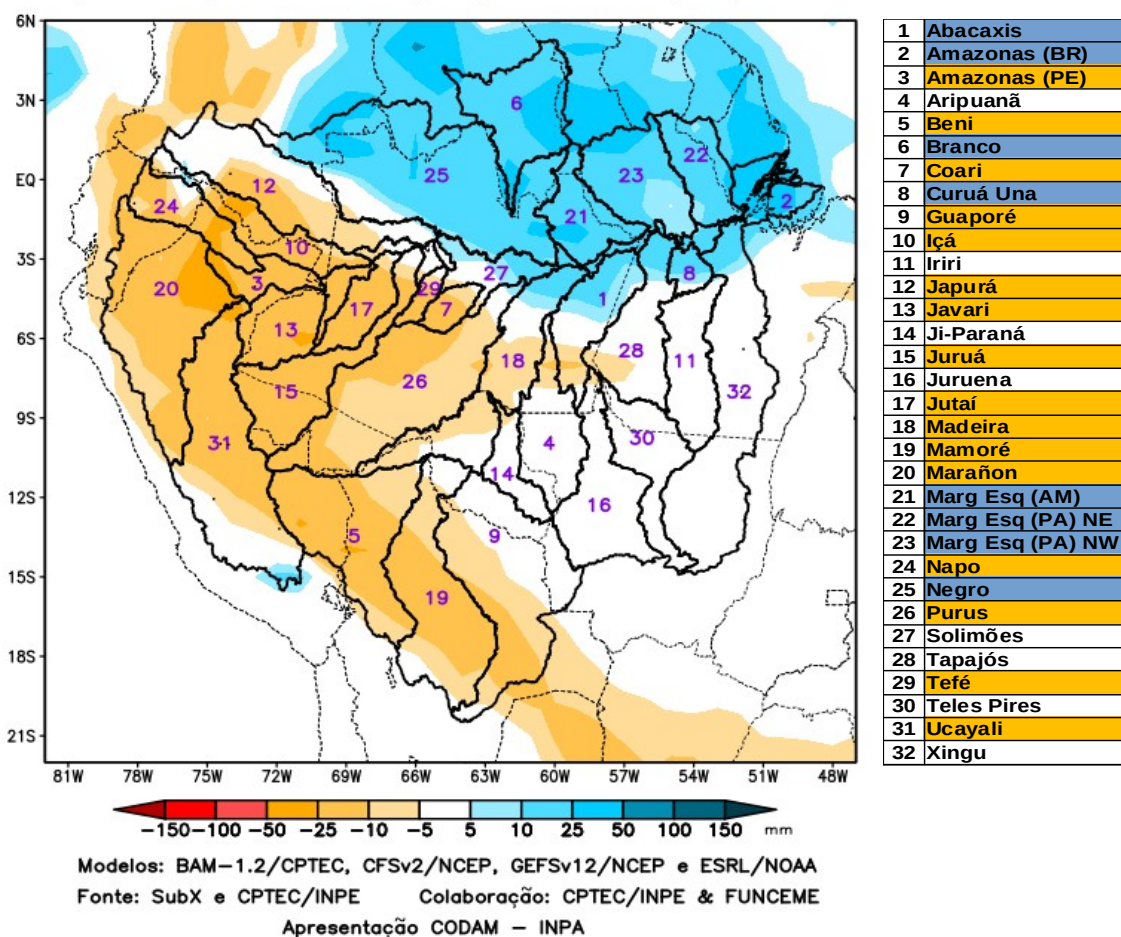 6N
3N
EQ
3S
6S
9S
12S
15S
18S
21S
81W 78W 75W 72W 69W 66W 63W 60W 57W 54W 51W 48W
6
25
22
23
12
24
21
2
10
3
27
8
20
29
1
17
7
13
28
18
11
15
26
32
31
4
30
14
16
5
9
19
−150 −100 −50 −25 −10 −5 5 10 25 50 100 150 mm
Modelos: BAM−1.2/CPTEC, CFSv2/NCEP, GEFSv12/NCEP e ESRL/NOAA
Fonte: SubX e CPTEC/INPE Colaboração: CPTEC/INPE & FUNCEME
Apresentação CODAM − INPA
1 Abacaxis
2 Amazonas (BR)
3 Amazonas (PE)
4 Aripuanã
5 Beni
6 Branco
7 Coari
8 Curuá Una
9 Guaporé
10 Içá
11 Iriri
12 Japurá
13 Javari
14 Ji-Paraná
15 Juruá
16 Juruena
17 Jutaí
18 Madeira
19 Mamoré
20 Marañon
21 Marg Esq (AM)
22 Marg Esq (PA) NE
23 Marg Esq (PA) NW
24 Napo
25 Negro
26 Purus
27 Solimões
28 Tapajós
29 Tefé
30 Teles Pires
31 Ucayali
32 Xingu